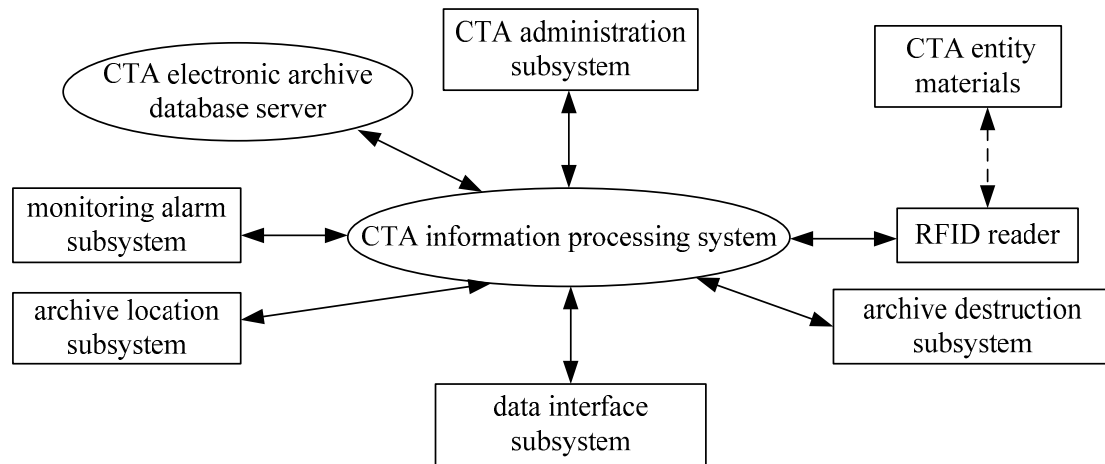 CTA administration
subsystem
CTA electronic archive
database server
CTA entity
materials
monitoring alarm
subsystem
CTA information processing system
RFID reader
archive location
subsystem
archive destruction
subsystem
data interface
subsystem